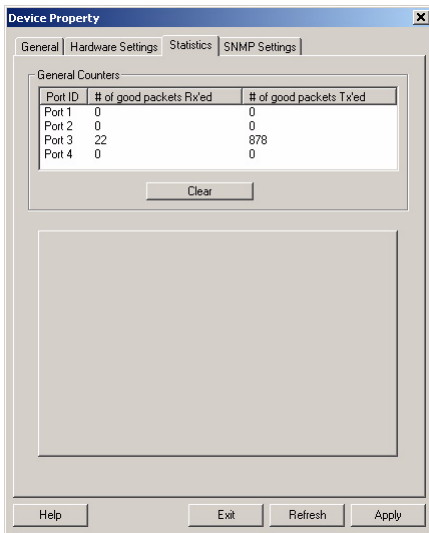 Device Property
General Hardware Settings Statistics SNMP Settings
General Counters
Port ID # of good packets Rx'ed # of good packets Tx'ed
Port 1 0 0
Port 2 0 0
Port 3 22 878
Port 4 0 0
Clear
Help Exit Refresh Apply